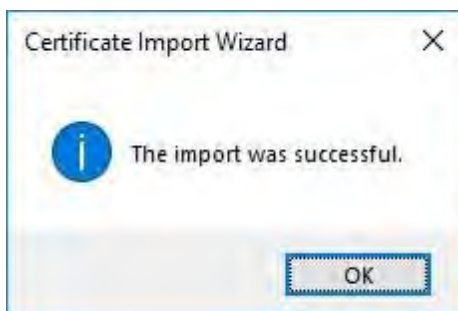 Certificate Import Wizard
The import was successful.
OK